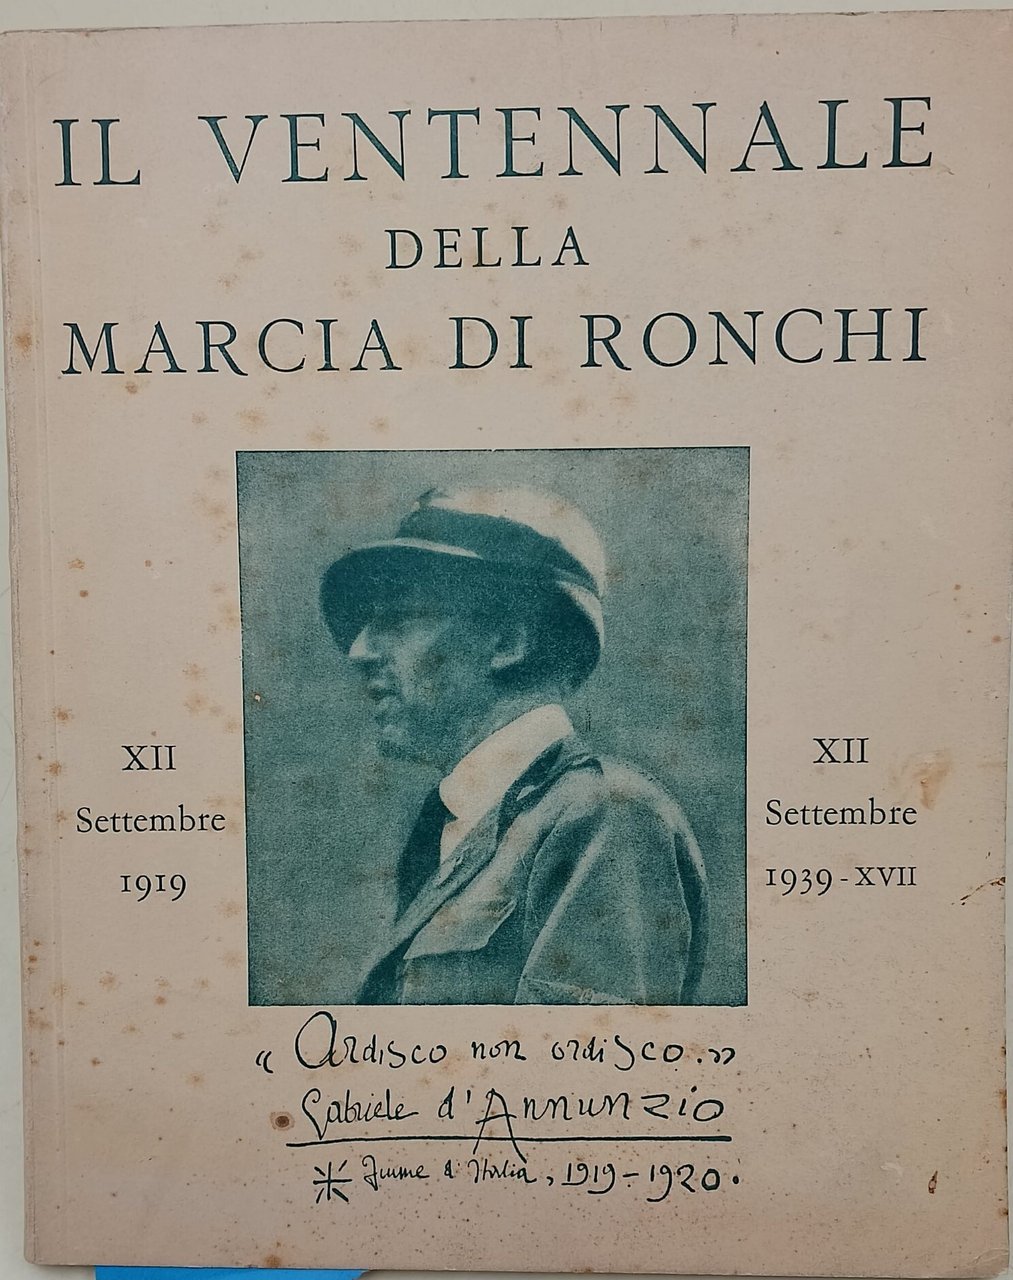 IL VENTENNALE
DELLA
MARCIA DI RONCHI
XII
Settembre
1919
XII
Settembre
1939-XVII
« Ardisco non ordisco. »
Gabriele d'Annunzio
Fiume d'Italia, 1919-1920.